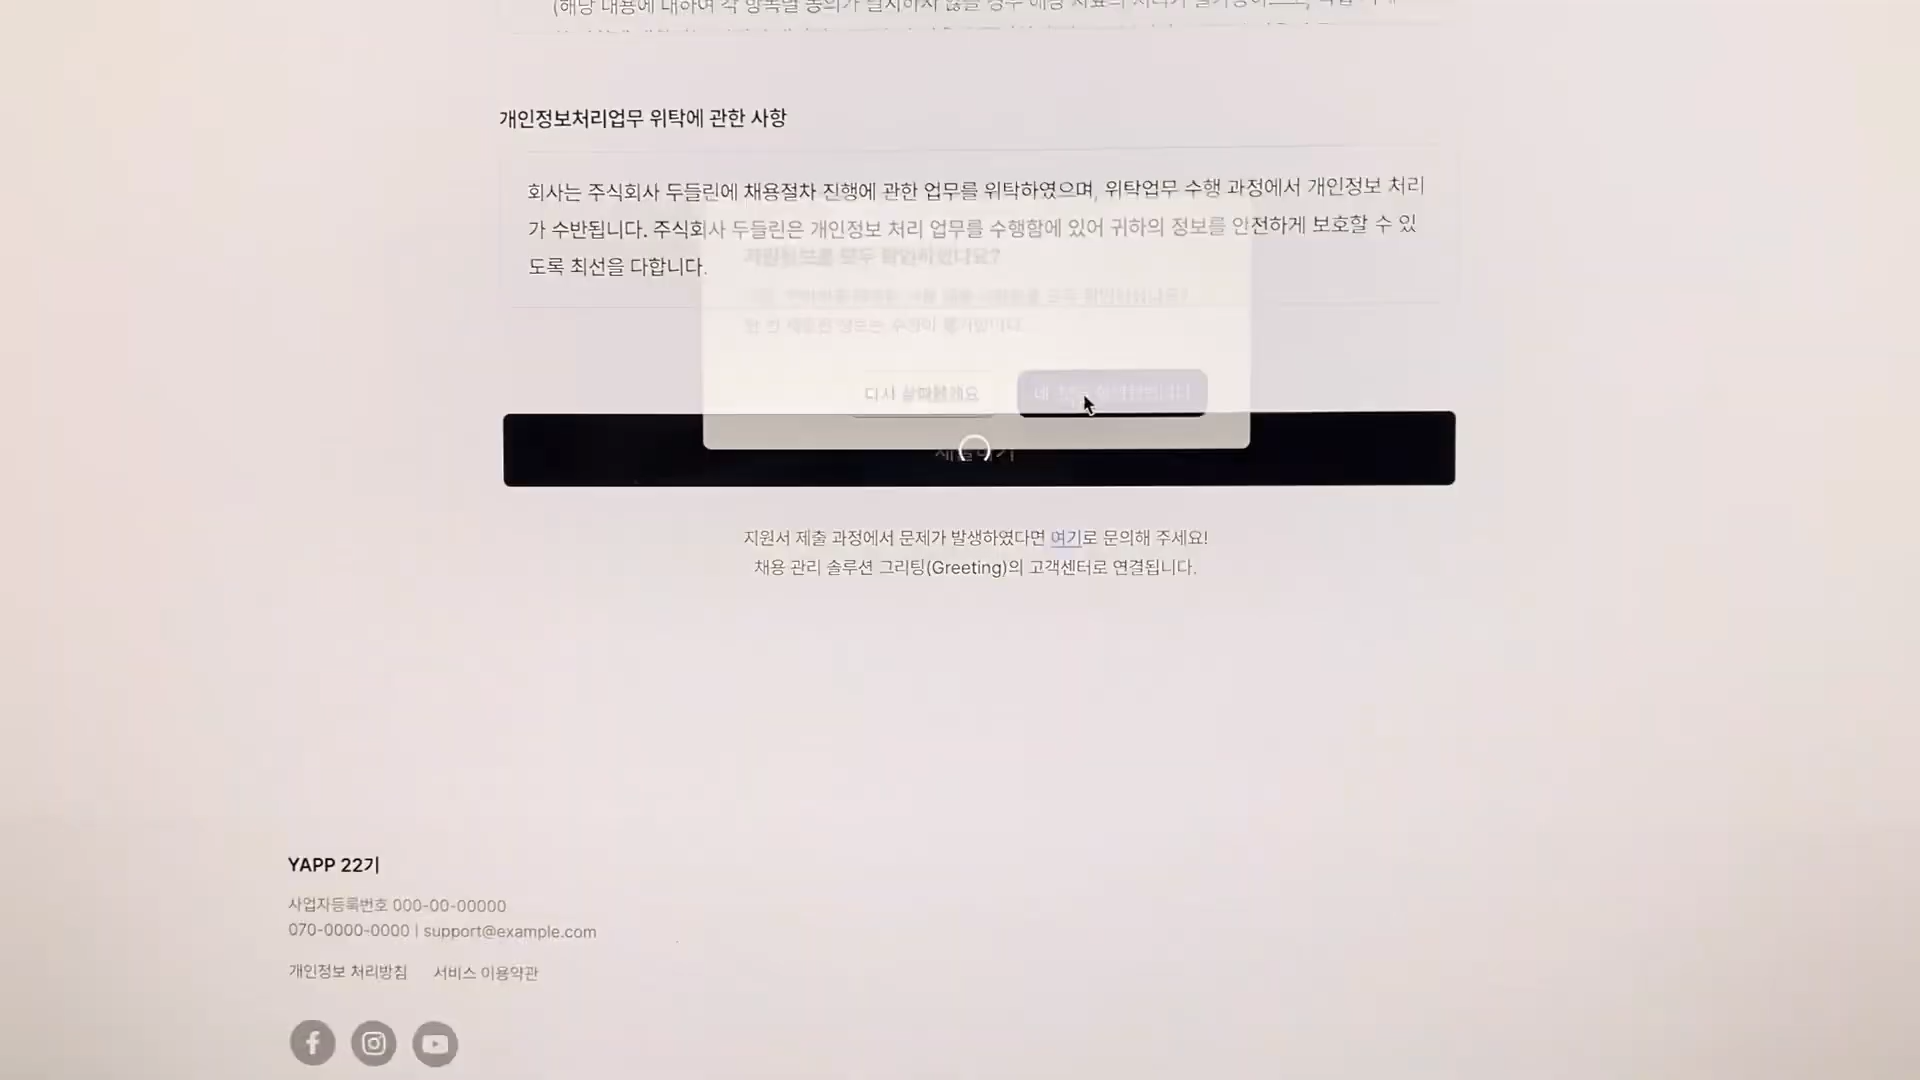 개인정보처리업무 위탁에 관한 사항
회사는 주식회사 두들린에 채용절차 진행에 관한 업무를 위탁하였으며, 위탁업무 수행 과정에서 개인정보 처리
가 수반됩니다. 주식회사 두들린은 개인정보 처리 업무를 수행함에 있어 귀하의 정보를 안전하게 보호할 수 있
도록 최선을 다합니다.
다시
지원서 제출 과정에서 문제가 발생하였다면 여기로 문의해 주세요!
채용 관리 솔루션 그리팅(Greeting)의 고객센터로 연결됩니다.
YAPP 22기
사업자등록번호 000-00-00000
070-0000-0000 | support@example.com
개인정보 처리방침 서비스 이용약관